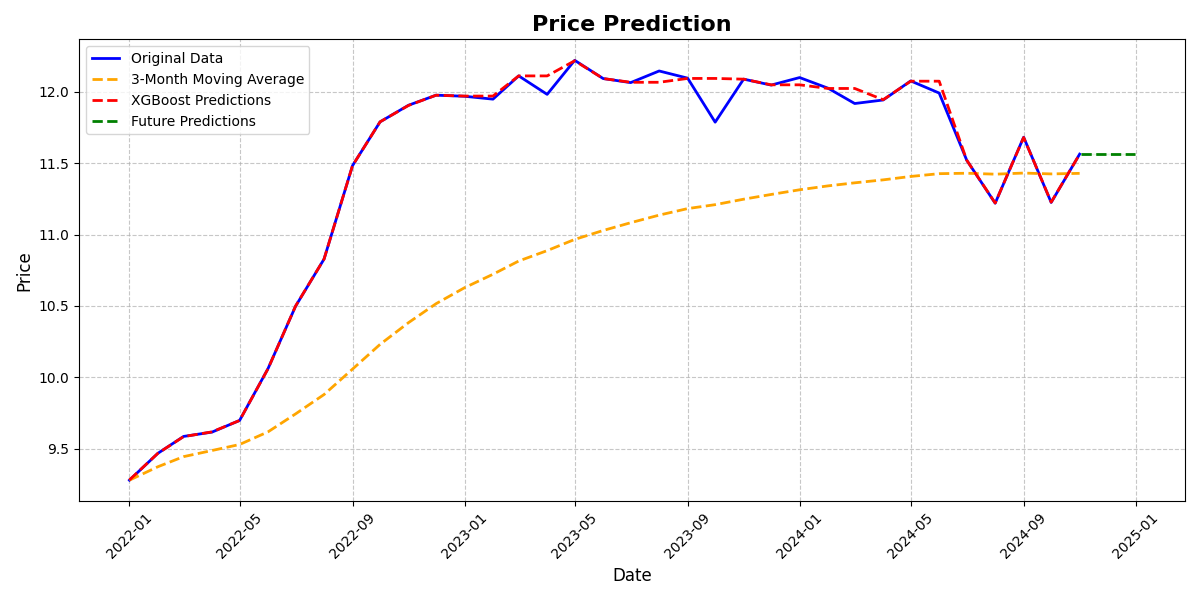 Price Prediction
Original Data
3-Month Moving Average
XGBoost Predictions
Future Predictions
Price
12.0
11.5
11.0
10.5
10.0
9.5
2022-01
2022-05
2022-09
2023-01
2023-05
2023-09
2024-01
2024-05
2024-09
2025-01
Date